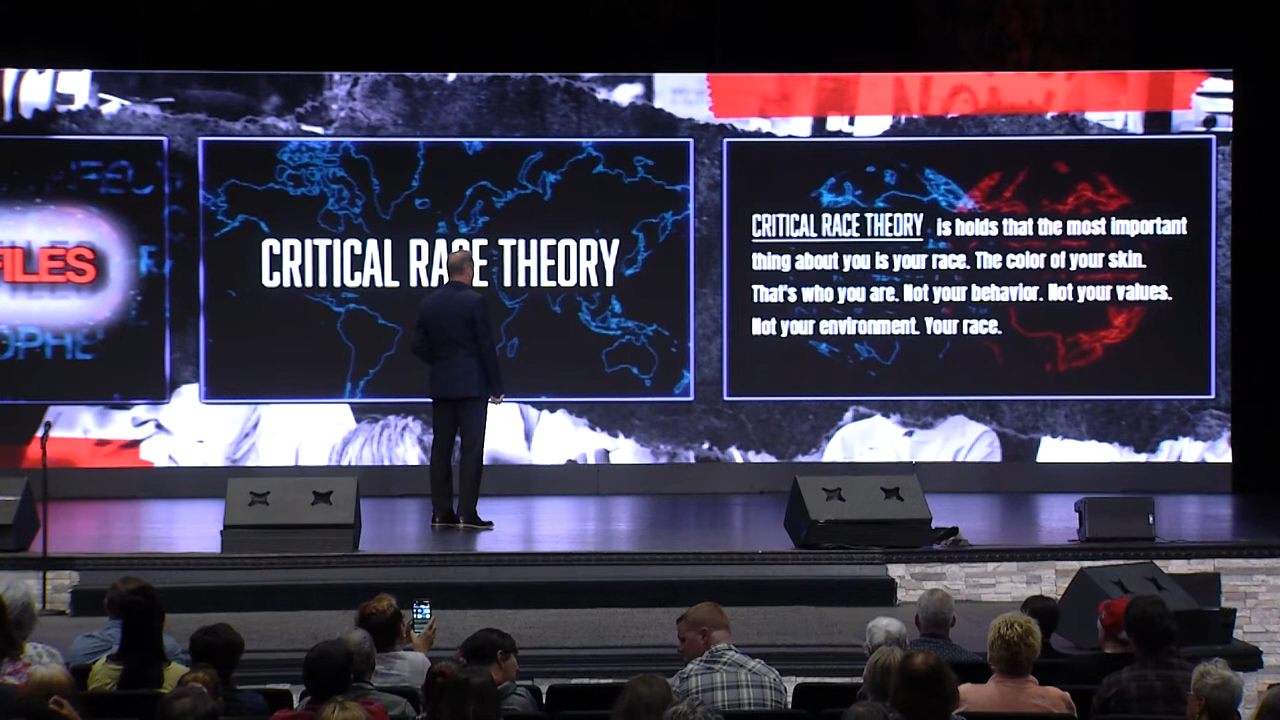 NOW
FILES
OPHE
CRITICAL RACE THEORY
CRITICAL RACE THEORY is holds that the most important
thing about you is your race. The color of your skin.
That's who you are. Not your behavior. Not your values.
Not your environment. Your race.